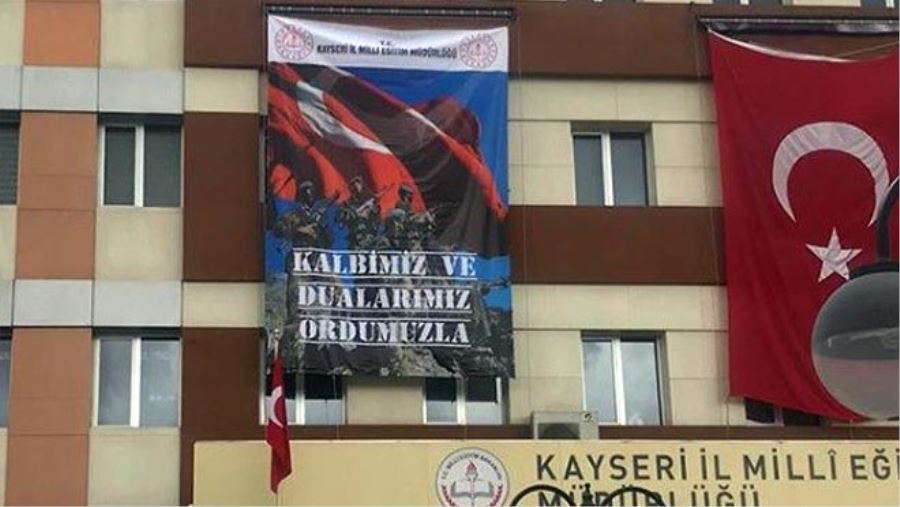 T.C.
KAYSERİ İL MİLLİ EĞİTİM MÜDÜRLÜĞÜ
KALBİMİZ VE
DUALARIMIZ
ORDUMUZLA
KAYSERİ İL MİLLÎ EĞİ
MÜDÜRLÜĞÜ